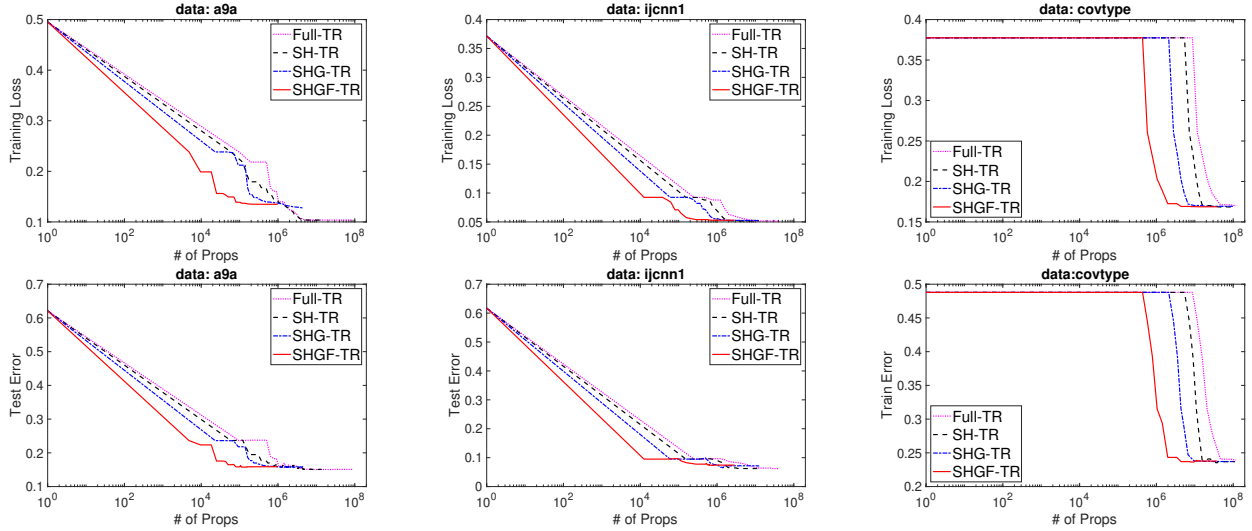 data: a9a
0.5
0.4
0.3
0.2
0.1
Training Loss
10^0 10^2 10^4 10^6 10^8
# of Props
Full-TR
SH-TR
SHG-TR
SHGF-TR
data: ijcnn1
0.4
0.35
0.3
0.25
0.2
0.15
0.1
0.05
Training Loss
10^0 10^2 10^4 10^6 10^8
# of Props
Full-TR
SH-TR
SHG-TR
SHGF-TR
data: covtype
0.4
0.35
0.3
0.25
0.2
0.15
Training Loss
10^0 10^2 10^4 10^6 10^8
# of Props
Full-TR
SH-TR
SHG-TR
SHGF-TR
data: a9a
0.7
0.6
0.5
0.4
0.3
0.2
0.1
Test Error
10^0 10^2 10^4 10^6 10^8
# of Props
Full-TR
SH-TR
SHG-TR
SHGF-TR
data: ijcnn1
0.7
0.6
0.5
0.4
0.3
0.2
0.1
0
Test Error
10^0 10^2 10^4 10^6 10^8
# of Props
Full-TR
SH-TR
SHG-TR
SHGF-TR
data:covtype
0.5
0.45
0.4
0.35
0.3
0.25
0.2
Train Error
10^0 10^2 10^4 10^6 10^8
# of Props
Full-TR
SH-TR
SHG-TR
SHGF-TR